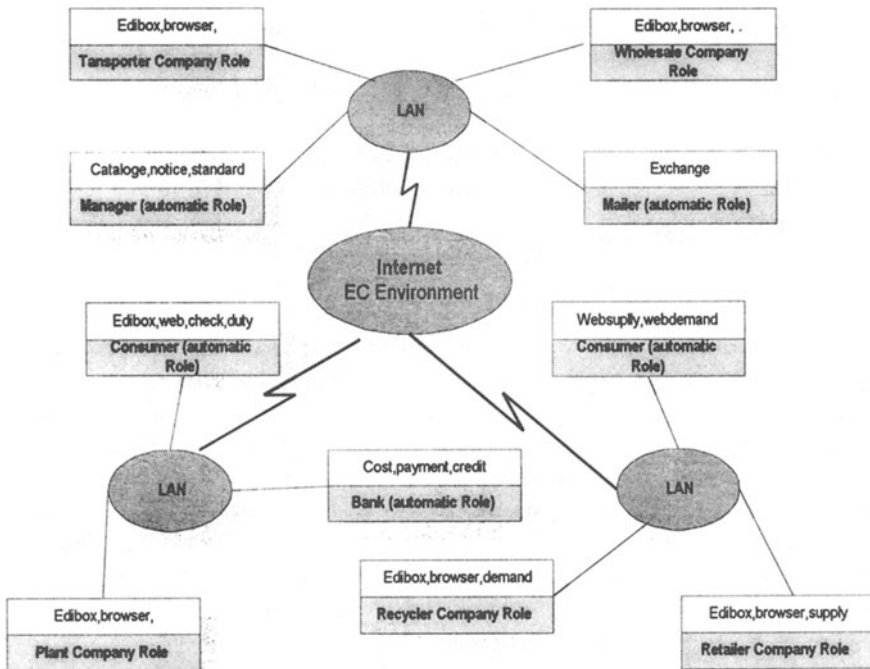 Edibox,browser,
Tansporter Company Role
Edibox,browser, .
Wholesale Company
Role
LAN
Cataloge,notice,standard
Manager (automatic Role)
Exchange
Mailer (automatic Role)
Internet
EC Environment
Edibox,web,check,duty
Consumer (automatic
Role)
Websuplly,webdemand
Consumer (automatic
Role)
LAN
Cost,payment,credit
Bank (automatic Role)
LAN
Edibox,browser,demand
Recycler Company Role
Edibox,browser,
Plant Company Role
Edibox,browser,supply
Retailer Company Role